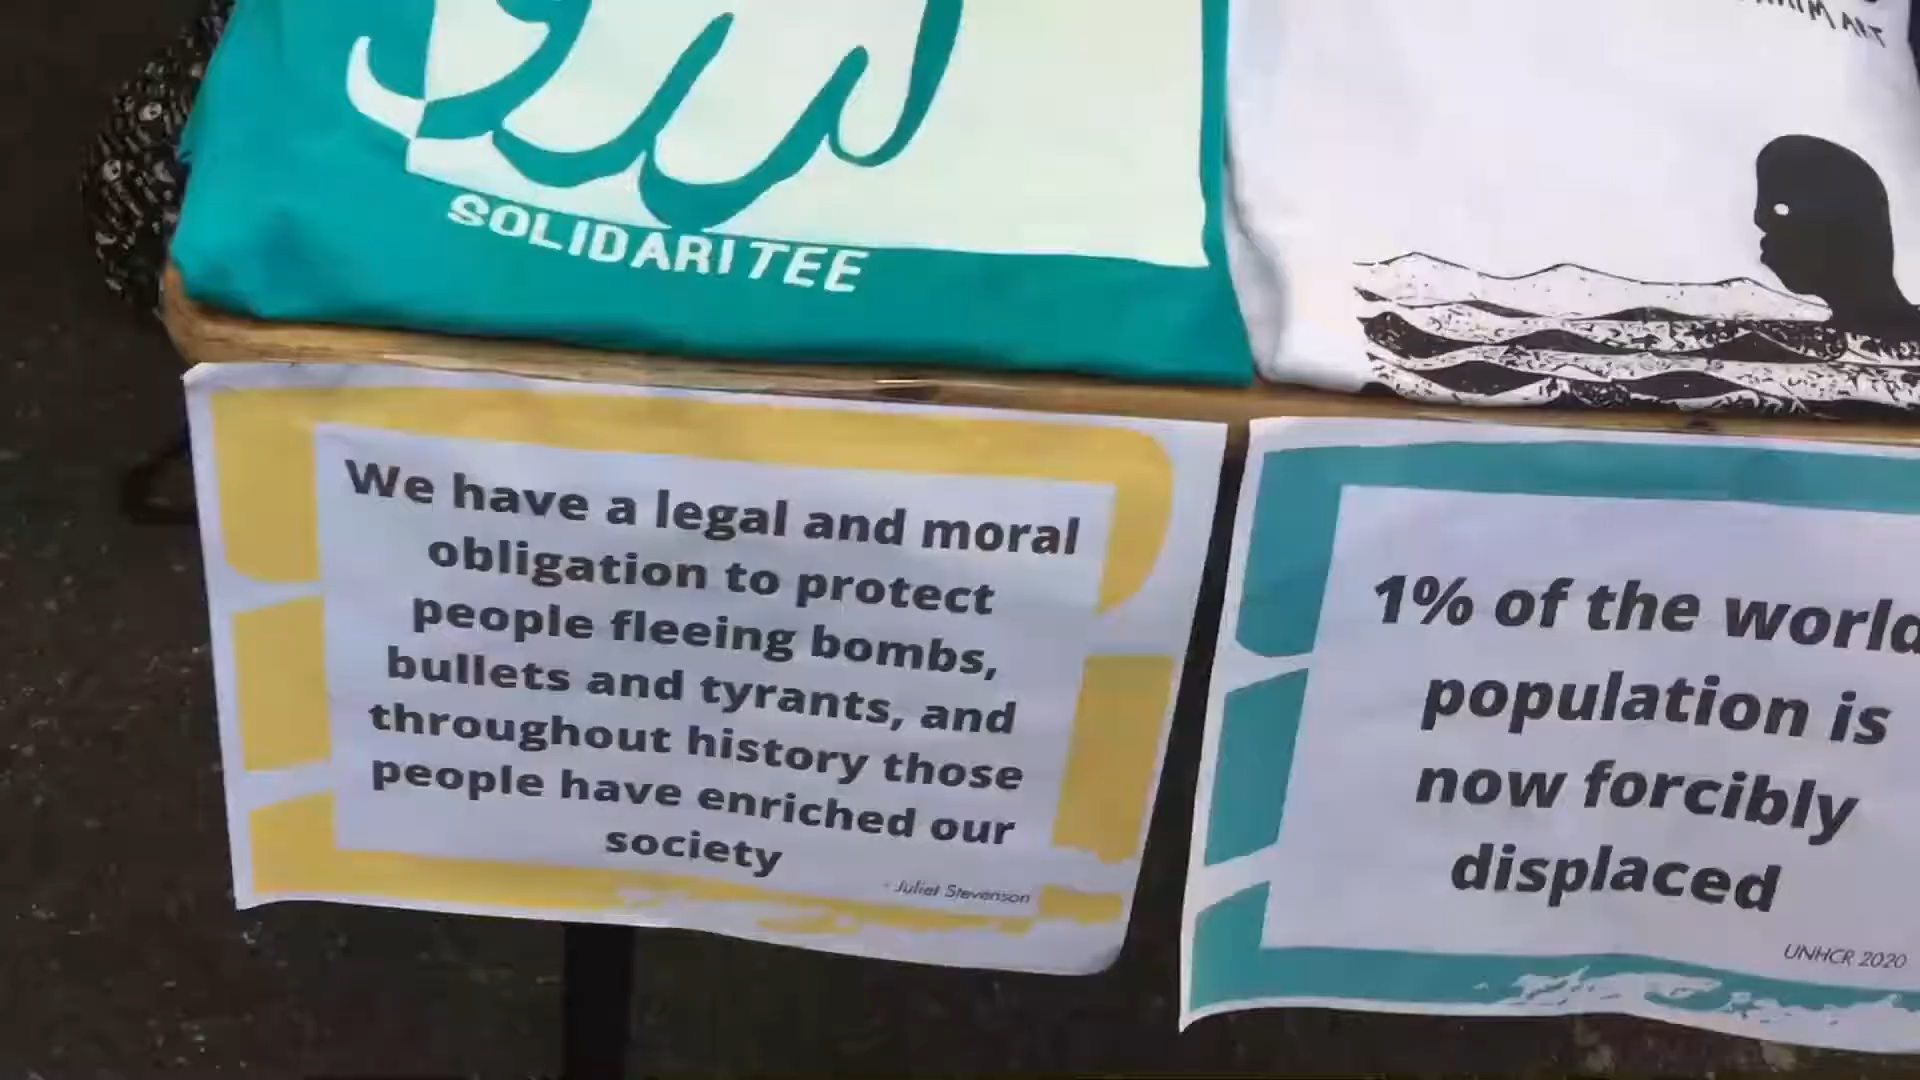 SOLIDARITEE
We have a legal and moral
obligation to protect
people fleeing bombs,
bullets and tyrants, and
throughout history those
people have enriched our
society
- Juliet Stevenson
1% of the world
population is
now forcibly
displaced
UNHCR 2020